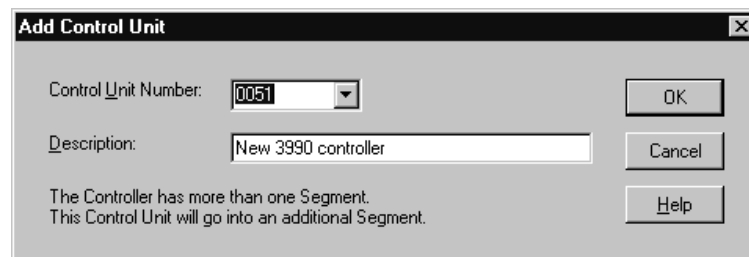 Add Control Unit
Control Unit Number: 0051 OK
Description: New 3990 controller Cancel
The Controller has more than one Segment.
This Control Unit will go into an additional Segment.
Help